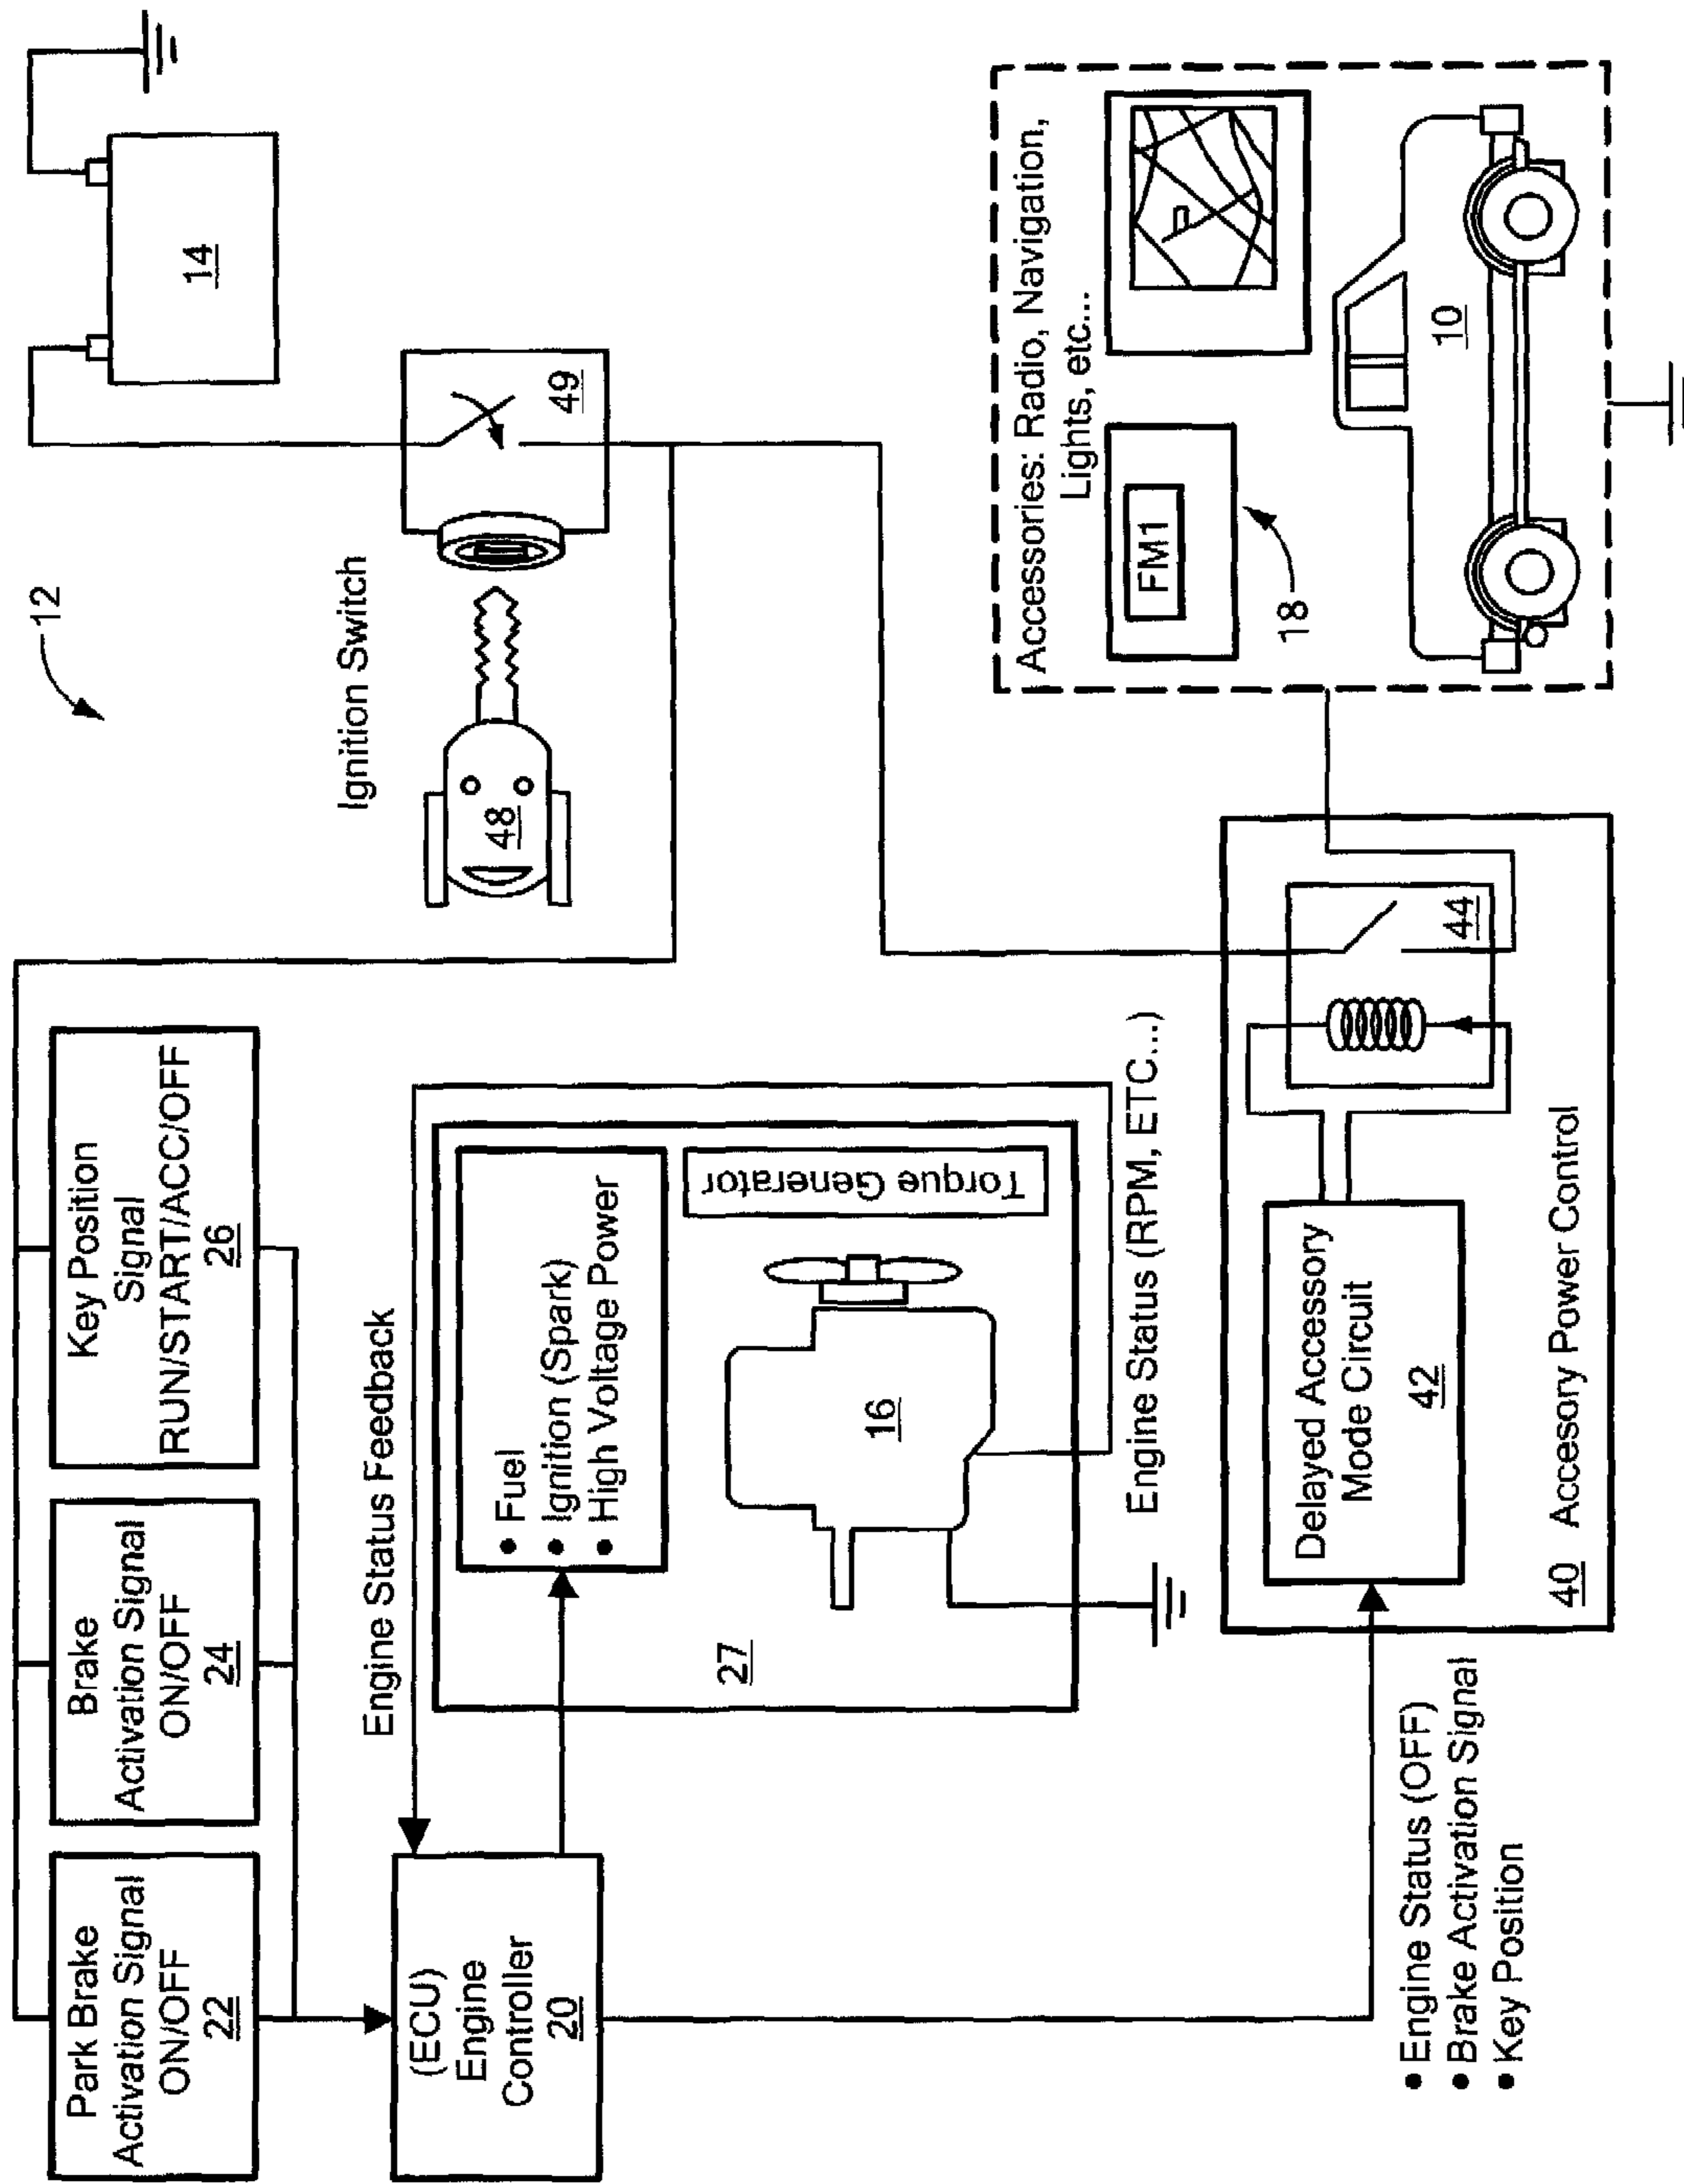 12
Park Brake
Activation Signal
ON/OFF
22
Brake
Activation Signal
ON/OFF
24
Key Position
Signal
RUN/START/ACC/OFF
26
14
Ignition Switch
48
49
Engine Status Feedback
(ECU)
Engine
Controller
20
• Fuel
• Ignition (Spark)
• High Voltage Power
Torque Generator
16
27
Engine Status (RPM, ETC...)
Accessories: Radio, Navigation,
Lights, etc...
FM1
18
10
Delayed Accessory
Mode Circuit
42
44
40 Accesory Power Control
• Engine Status (OFF)
• Brake Activation Signal
• Key Position